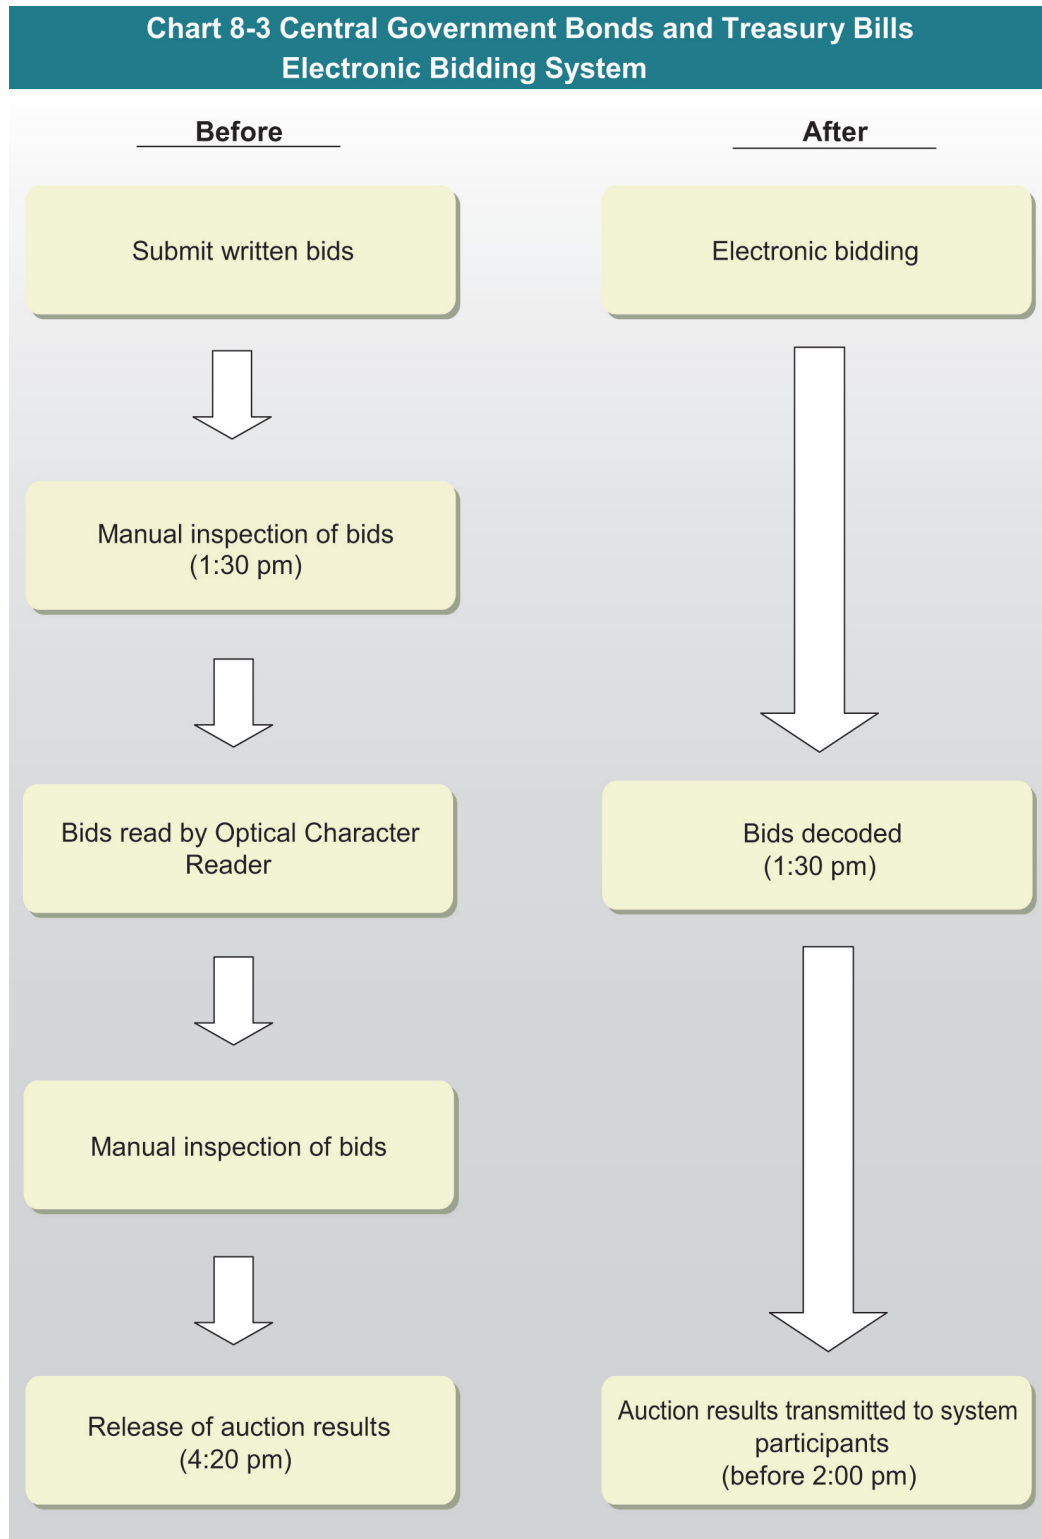 Chart 8-3 Central Government Bonds and Treasury Bills
Electronic Bidding System
Before
Submit written bids
Manual inspection of bids
(1:30 pm)
Bids read by Optical Character
Reader
Manual inspection of bids
Release of auction results
(4:20 pm)
After
Electronic bidding
Bids decoded
(1:30 pm)
Auction results transmitted to system
participants
(before 2:00 pm)